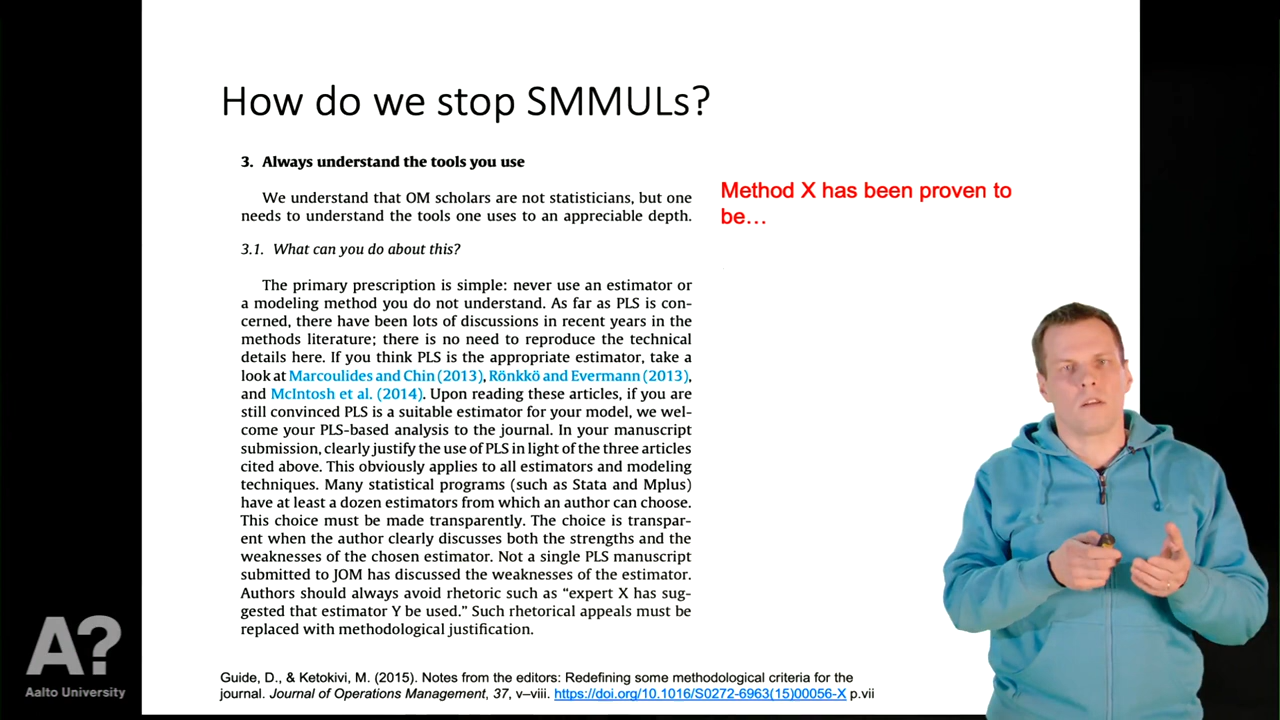 How do we stop SMMULs?
3. Always understand the tools you use
We understand that OM scholars are not statisticians, but one
needs to understand the tools one uses to an appreciable depth.
3.1. What can you do about this?
The primary prescription is simple: never use an estimator or
a modeling method you do not understand. As far as PLS is con-
cerned, there have been lots of discussions in recent years in the
methods literature; there is no need to reproduce the technical
details here. If you think PLS is the appropriate estimator, take a
look at Marcoulides and Chin (2013), Rönkkö and Evermann (2013),
and McIntosh et al. (2014). Upon reading these articles, if you are
still convinced PLS is a suitable estimator for your model, we wel-
come your PLS-based analysis to the journal. In your manuscript
submission, clearly justify the use of PLS in light of the three articles
cited above. This obviously applies to all estimators and modeling
techniques. Many statistical programs (such as Stata and Mplus)
have at least a dozen estimators from which an author can choose.
This choice must be made transparently. The choice is transpar-
ent when the author clearly discusses both the strengths and the
weaknesses of the chosen estimator. Not a single PLS manuscript
submitted to JOM has discussed the weaknesses of the estimator.
Authors should always avoid rhetoric such as “expert X has sug-
gested that estimator Y be used.” Such rhetorical appeals must be
replaced with methodological justification.
Method X has been proven to
be…
Guide, D., & Ketokivi, M. (2015). Notes from the editors: Redefining some methodological criteria for the
journal. Journal of Operations Management, 37, v–viii. https://doi.org/10.1016/S0272-6963(15)00056-X p.vii
A?
Aalto University